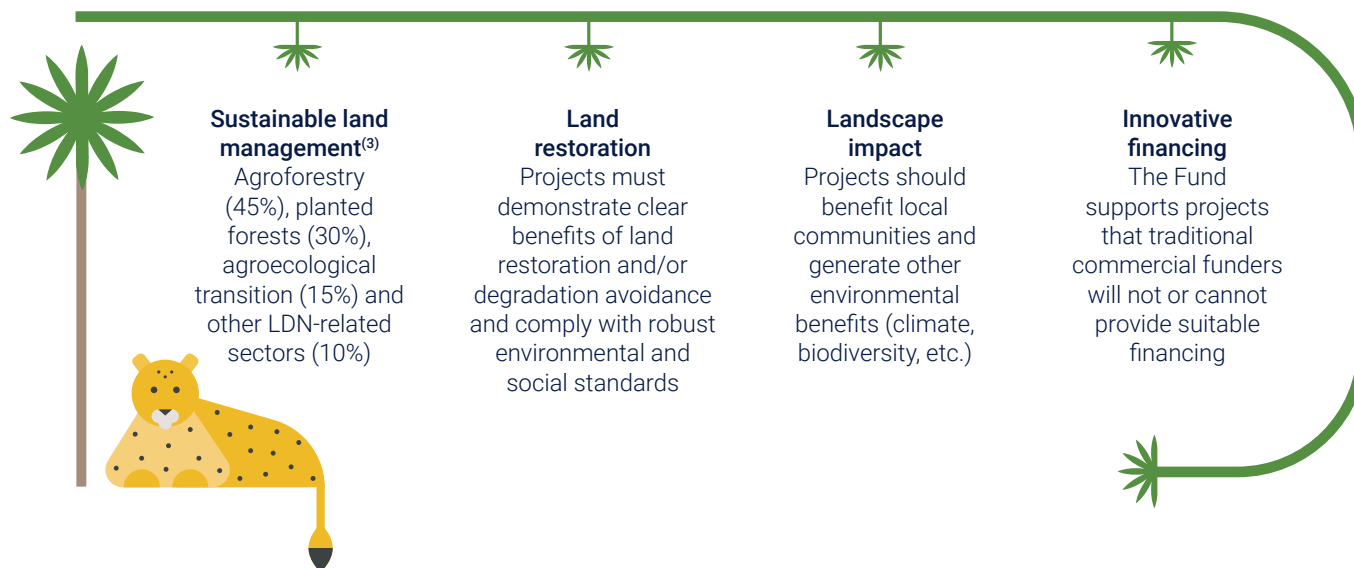 Sustainable land
management(3)
Agroforestry
(45%), planted
forests (30%),
agroecological
transition (15%) and
other LDN-related
sectors (10%)
Land
restoration
Projects must
demonstrate clear
benefits of land
restoration and/or
degradation avoidance
and comply with robust
environmental and
social standards
Landscape
impact
Projects should
benefit local
communities and
generate other
environmental
benefits (climate,
biodiversity, etc.)
Innovative
financing
The Fund
supports projects
that traditional
commercial funders
will not or cannot
provide suitable
financing